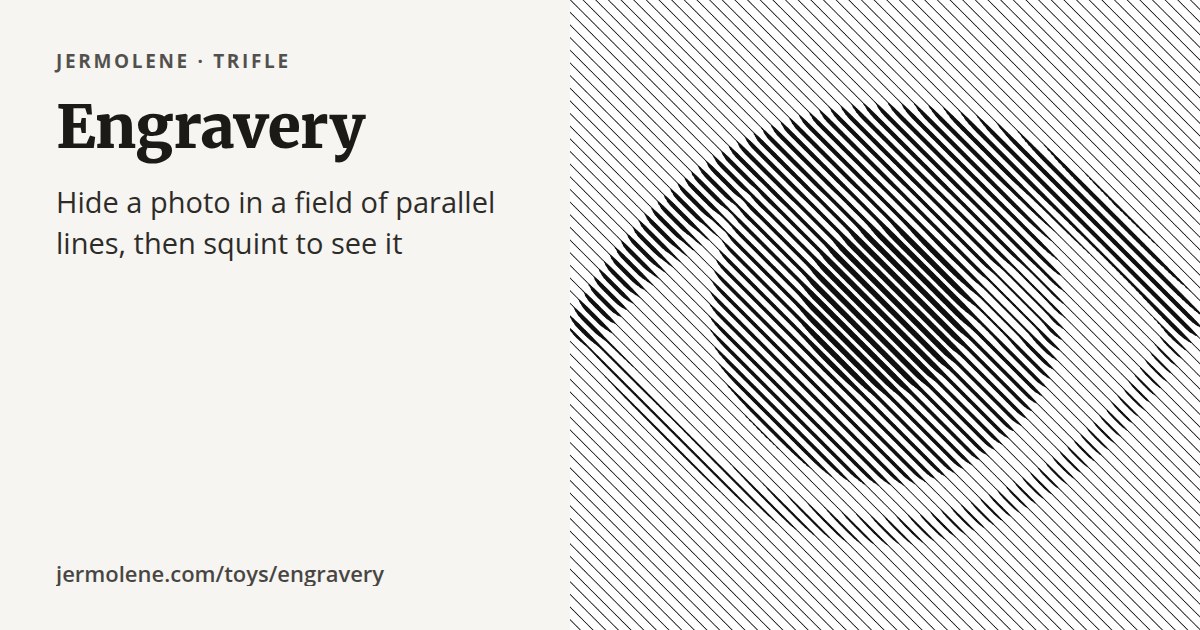 JERMOLENE · TRIFLE
Engravery
Hide a photo in a field of parallel
lines, then squint to see it
jermolene.com/toys/engravery